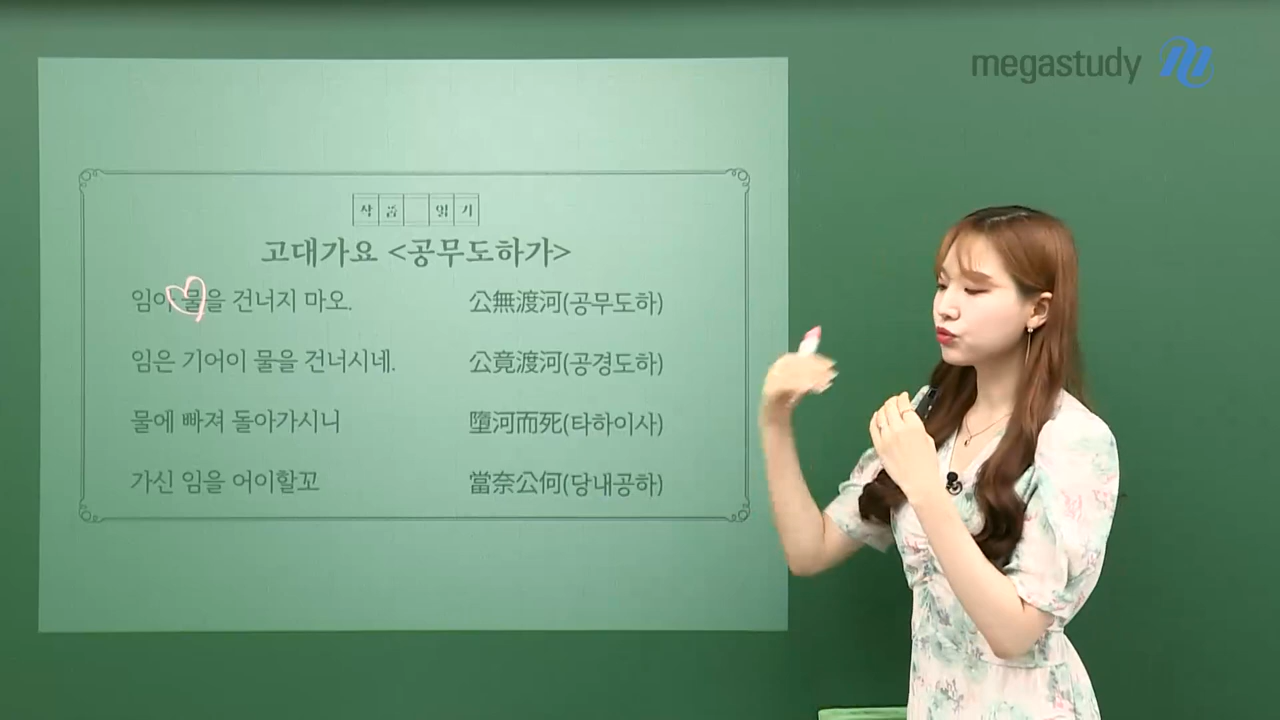 megastudy
작품 읽기
고대가요 <공무도하가>
임아 물을 건너지 마오. 公無渡河(공무도하)
임은 기어이 물을 건너시네. 公竟渡河(공경도하)
물에 빠져 돌아가시니 墮河而死(타하이사)
가신 임을 어이할꼬 當奈公何(당내공하)